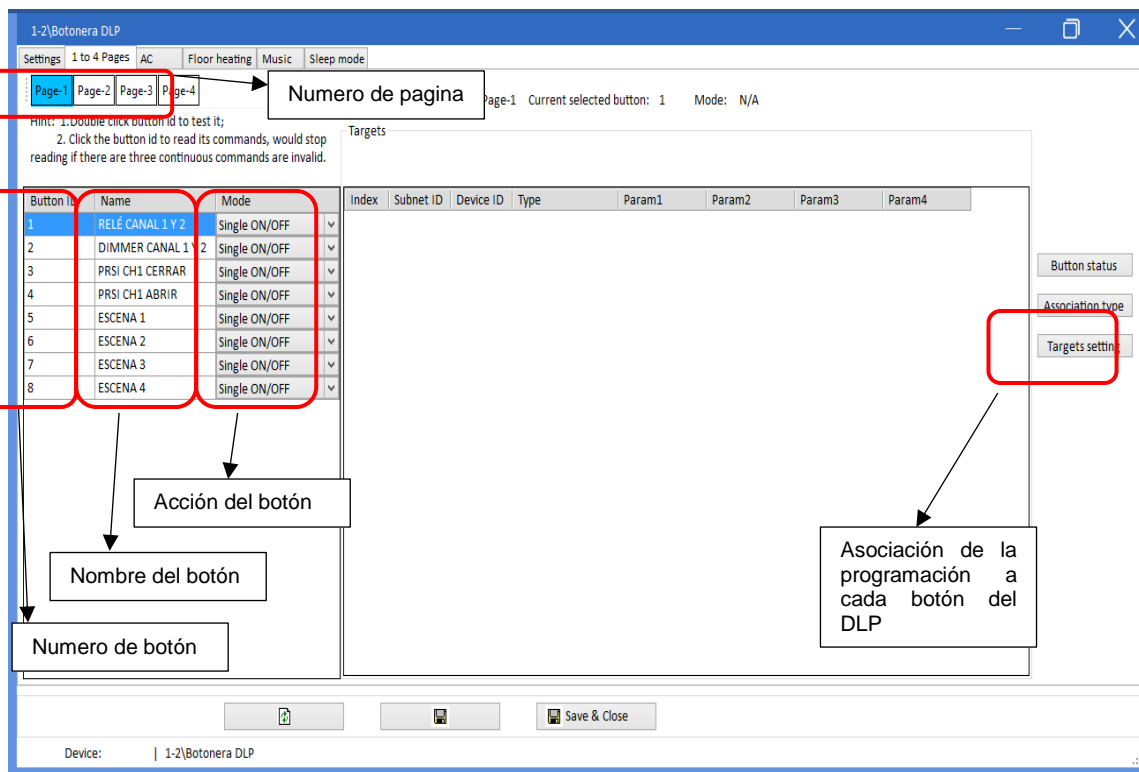 1-2\Botonera DLP
Settings 1 to 4 Pages AC Floor heating Music Sleep mode
Page-1 Page-2 Page-3 Page-4
Numero de pagina
Page-1 Current selected button: 1 Mode: N/A
Hint: 1.Double click button id to test it;
2. Click the button id to read its commands, would stop
reading if there are three continuous commands are invalid.
Targets
Button ID Name Mode
1 RELÉ CANAL 1 Y 2 Single ON/OFF
2 DIMMER CANAL 1 Y 2 Single ON/OFF
3 PRSI CH1 CERRAR Single ON/OFF
4 PRSI CH1 ABRIR Single ON/OFF
5 ESCENA 1 Single ON/OFF
6 ESCENA 2 Single ON/OFF
7 ESCENA 3 Single ON/OFF
8 ESCENA 4 Single ON/OFF
Index Subnet ID Device ID Type Param1 Param2 Param3 Param4
Button status
Association type
Targets setting
Acción del botón
Nombre del botón
Numero de botón
Asociación de la
programación a
cada botón del
DLP
Save & Close
Device: | 1-2\Botonera DLP